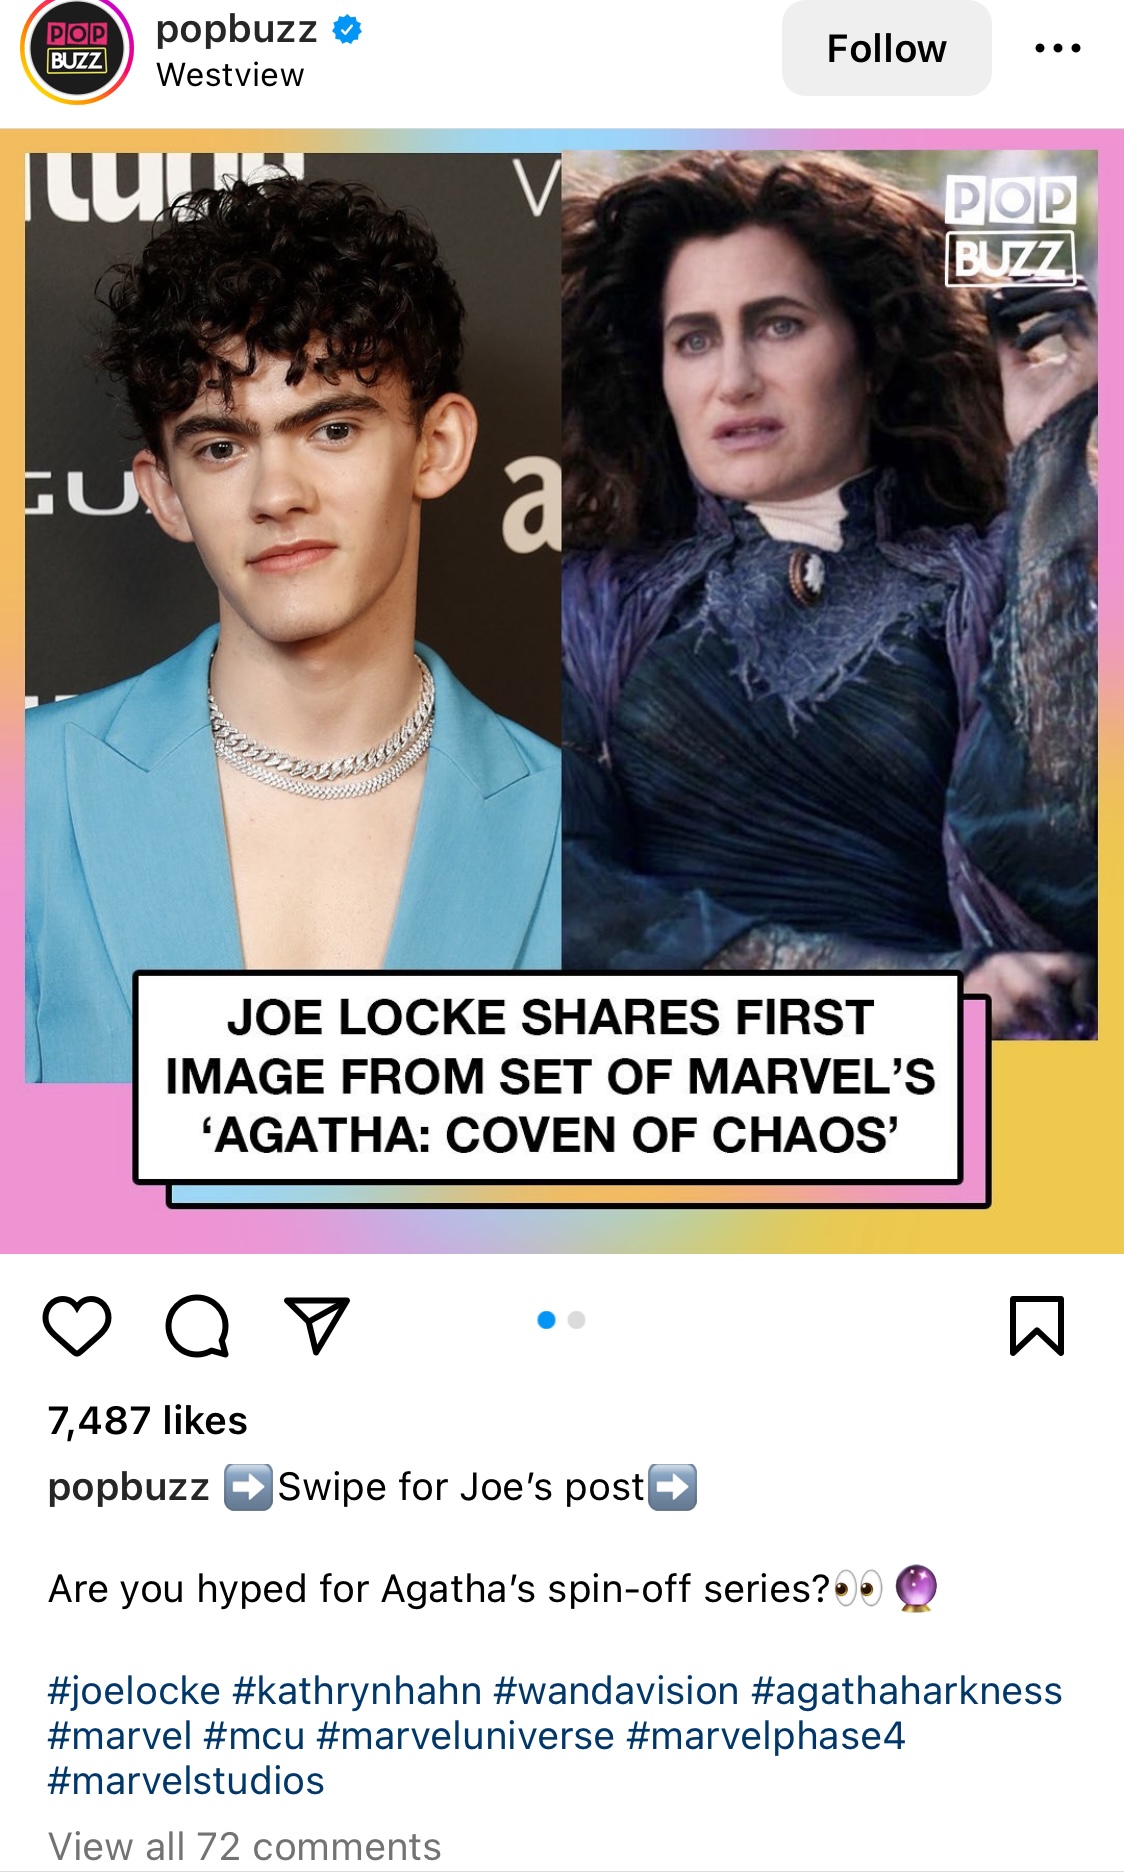 POP
BUZZ
popbuzz
Westview
Follow
POP
BUZZ
JOE LOCKE SHARES FIRST
IMAGE FROM SET OF MARVEL’S
‘AGATHA: COVEN OF CHAOS’
7,487 likes
popbuzz ➡️Swipe for Joe’s post➡️
Are you hyped for Agatha’s spin-off series?👀🔮
#joelocke #kathrynhahn #wandavision #agathaharkness
#marvel #mcu #marveluniverse #marvelphase4
#marvelstudios
View all 72 comments